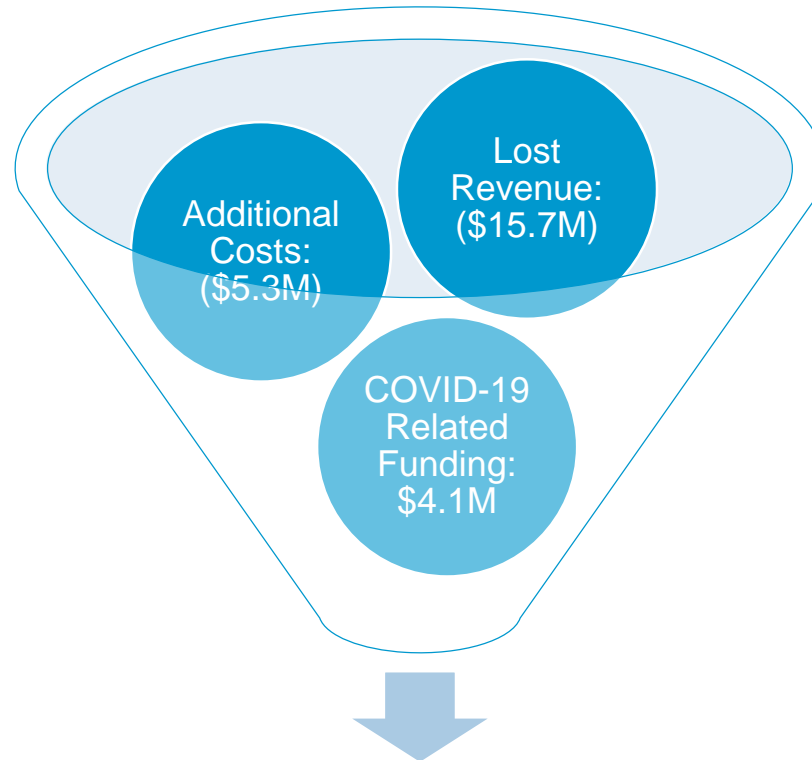 Additional
Costs:
($5.3M)
Lost
Revenue:
($15.7M)
COVID-19
Related
Funding:
$4.1M